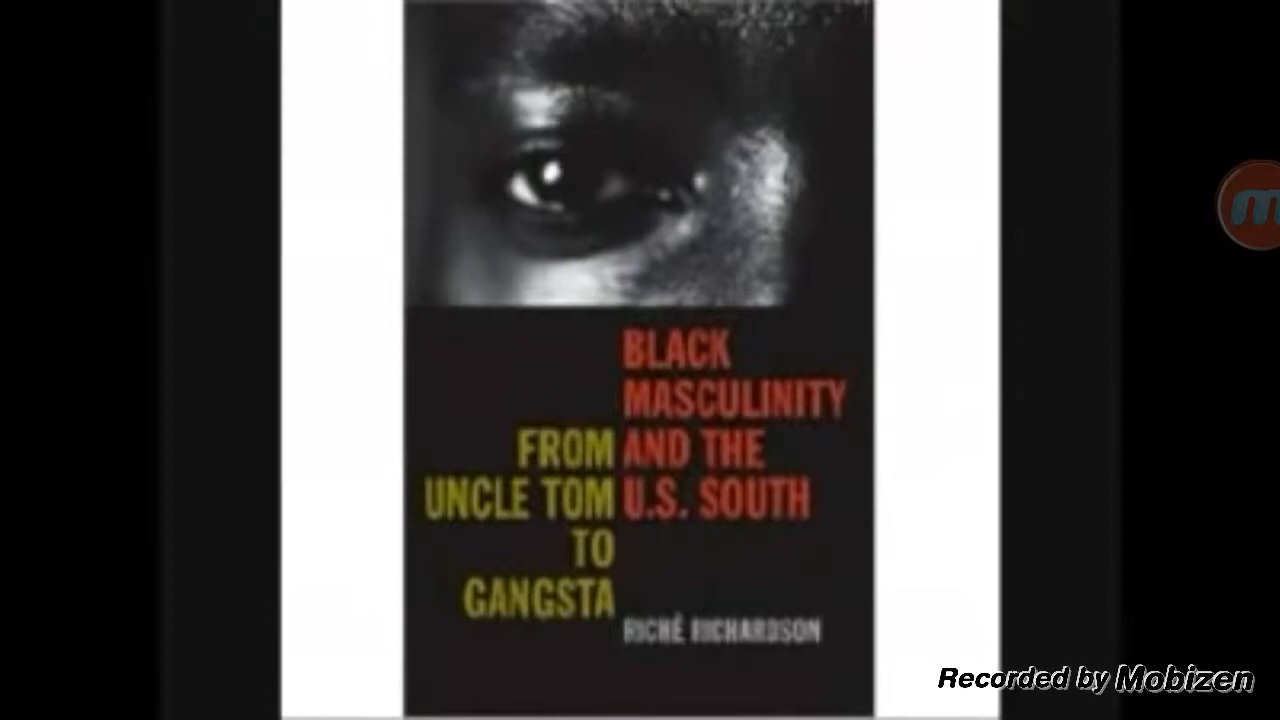 BLACK
MASCULINITY
AND THE
U.S. SOUTH
FROM
UNCLE TOM
TO
GANGSTA
RICHÉ RICHARDSON
m
Recorded by Mobizen